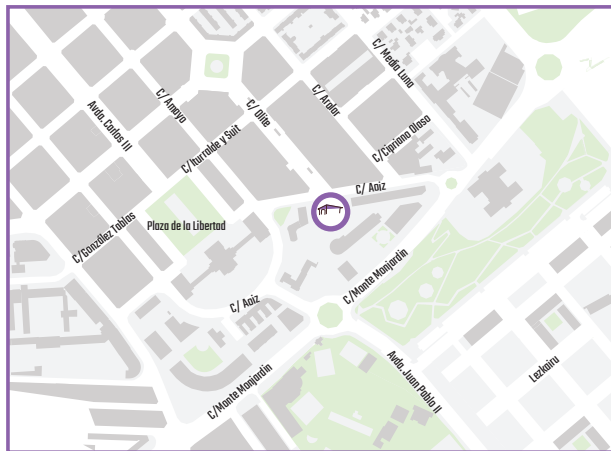 C/ Media Luna
C/ Amaya
Avda. Carlos III
C/ Olite
C/ Arolar
C/Iturralde y Suit
C/Cipriano Olaso
C/ Aoiz
C/González Tablas
Plaza de la Libertad
C/Monte Monjardín
C/ Aoiz
Avda. Juan Pablo II
Lezkairu
C/Monte Monjardín